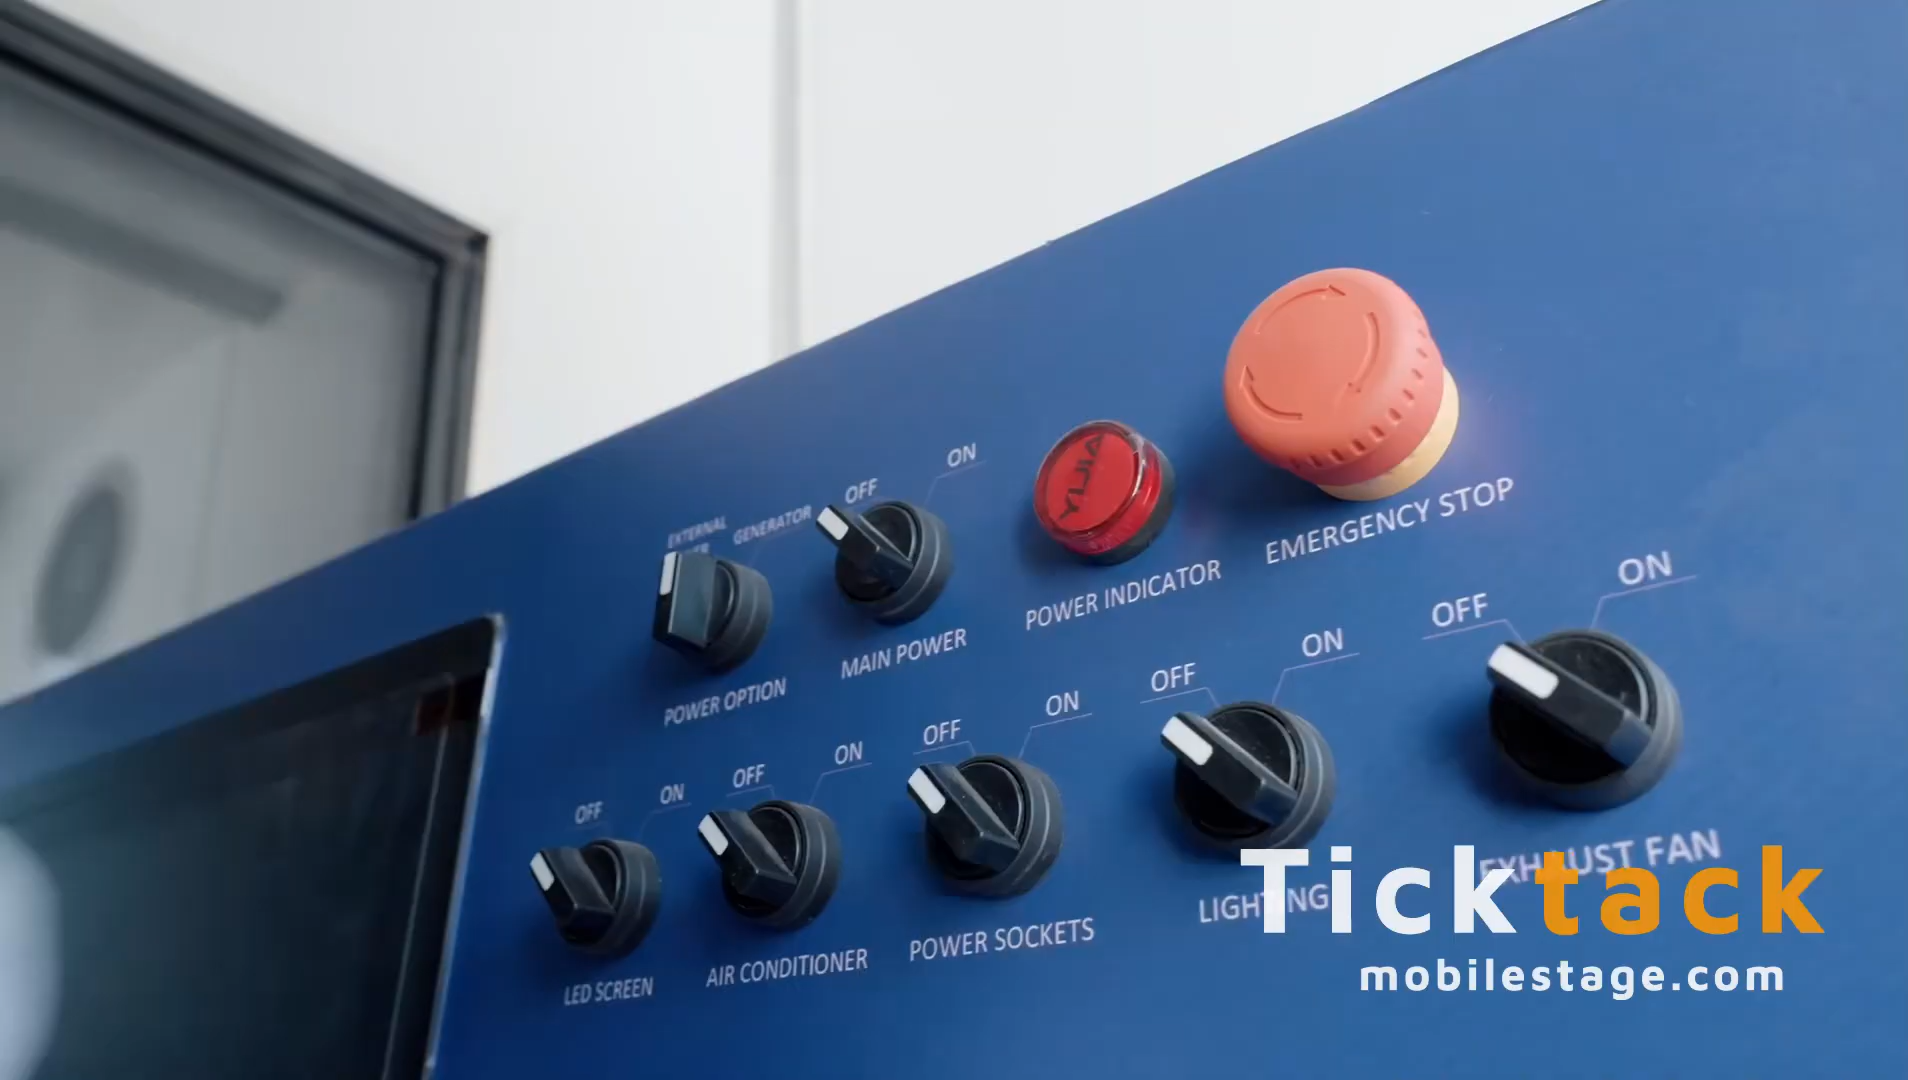 ON
OFF
EXTERNAL
GENERATOR
YIJIA
EMERGENCY STOP
POWER INDICATOR
MAIN POWER
POWER OPTION
OFF ON
OFF ON
OFF ON
OFF ON
OFF ON
EXHAUST FAN
LIGHTING
POWER SOCKETS
AIR CONDITIONER
LED SCREEN
Ticktack
mobilestage.com